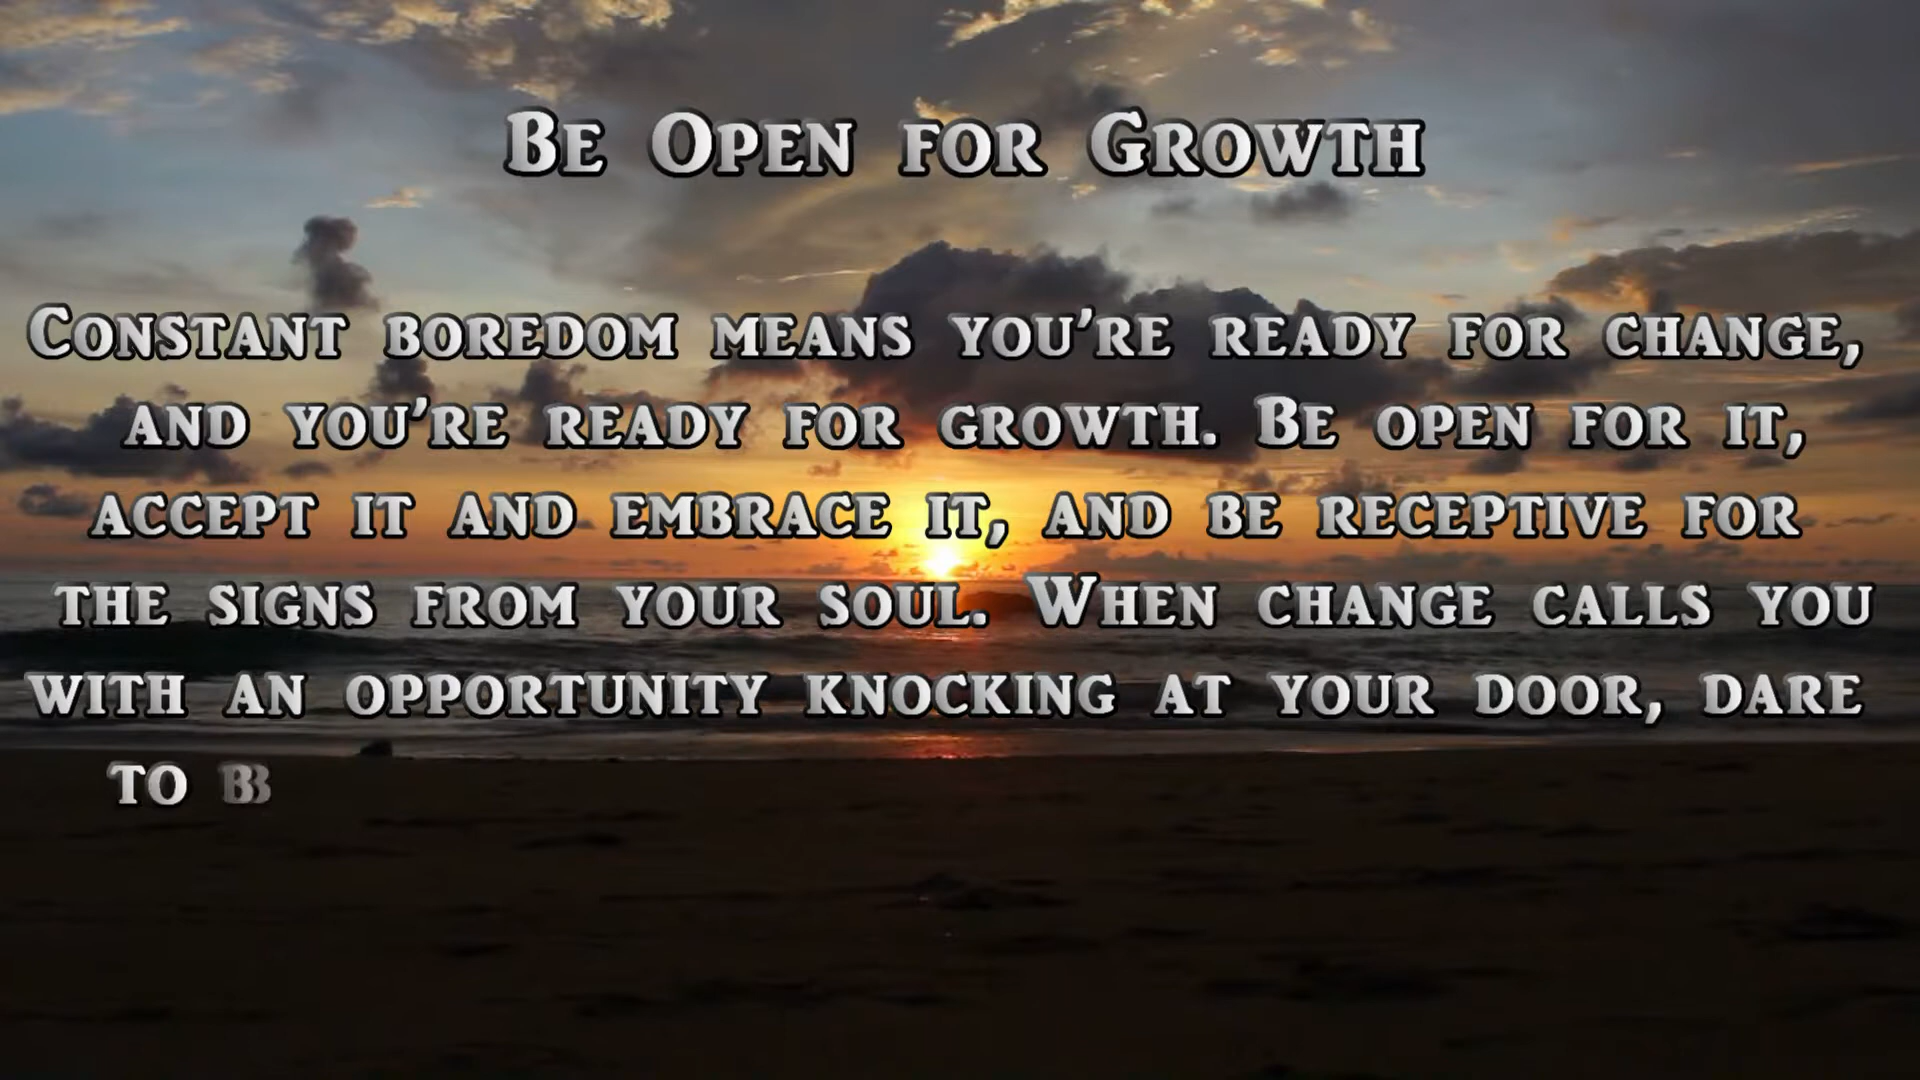 Be Open for Growth
Constant boredom means you're ready for change,
and you're ready for growth. Be open for it,
accept it and embrace it, and be receptive for
the signs from your soul. When change calls you
with an opportunity knocking at your door, dare
to